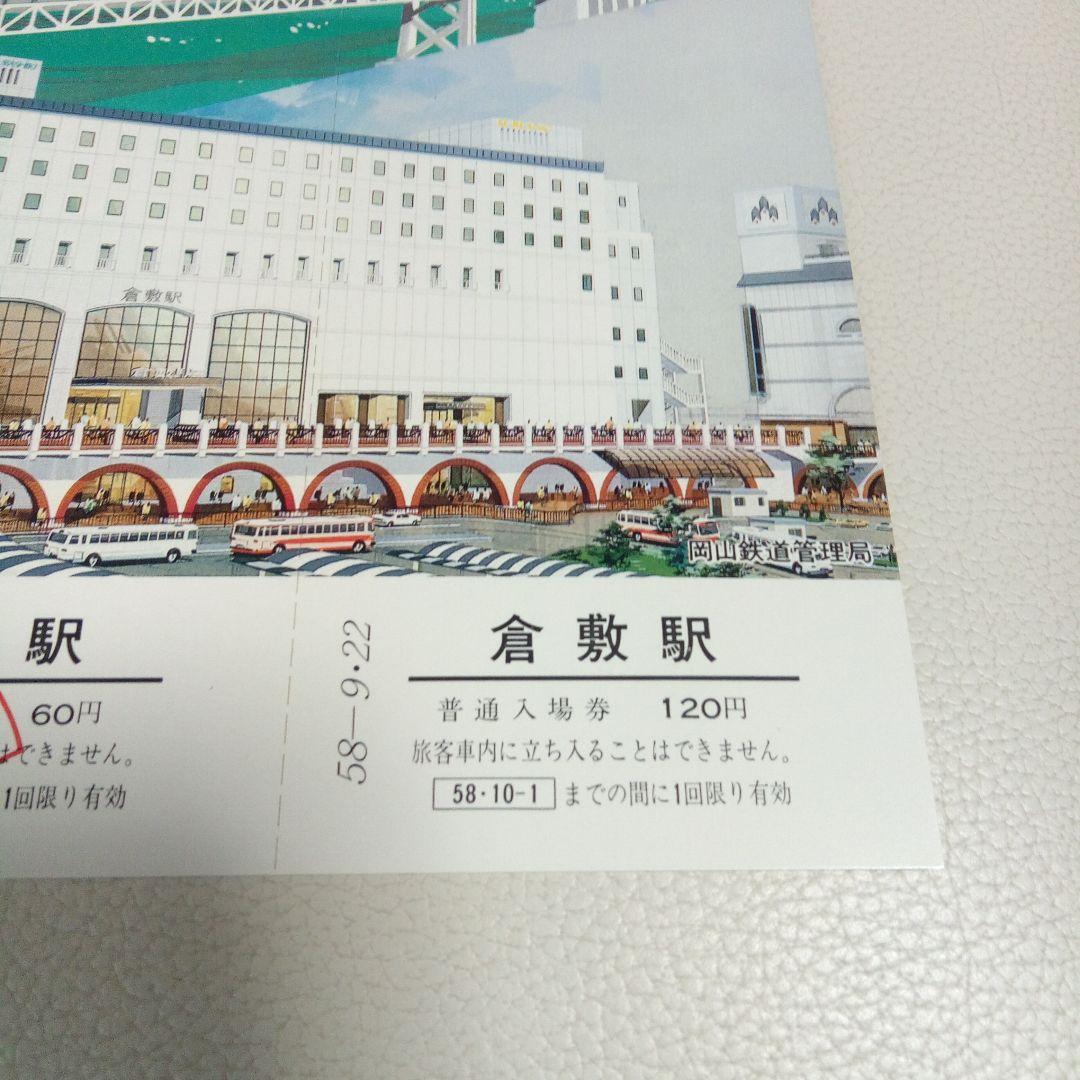 倉敷駅
岡山鉄道管理局
駅
60円
はできません。
1回限り有効
58-9・22
倉敷駅
普通入場券 120円
旅客車内に立ち入ることはできません。
58・10-1 までの間に1回限り有効